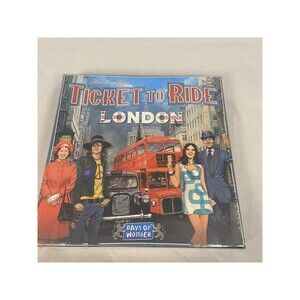 TICKET TO RIDE
LONDON
DAYS OF
WONDER